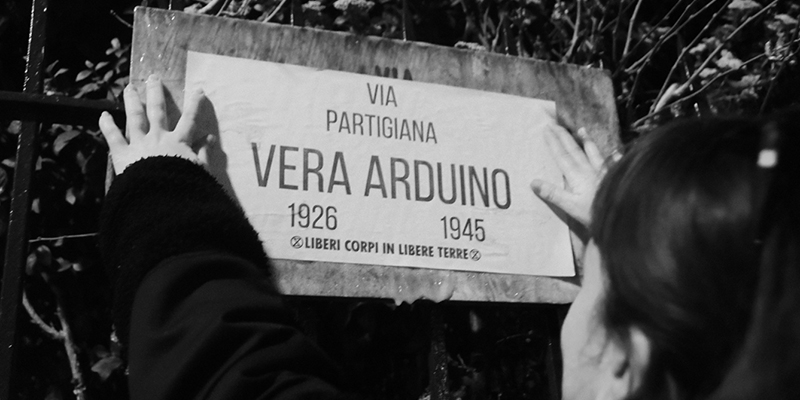 VIA
PARTIGIANA
VERA ARDUINO
1926 1945
LIBERI CORPI IN LIBERE TERRE